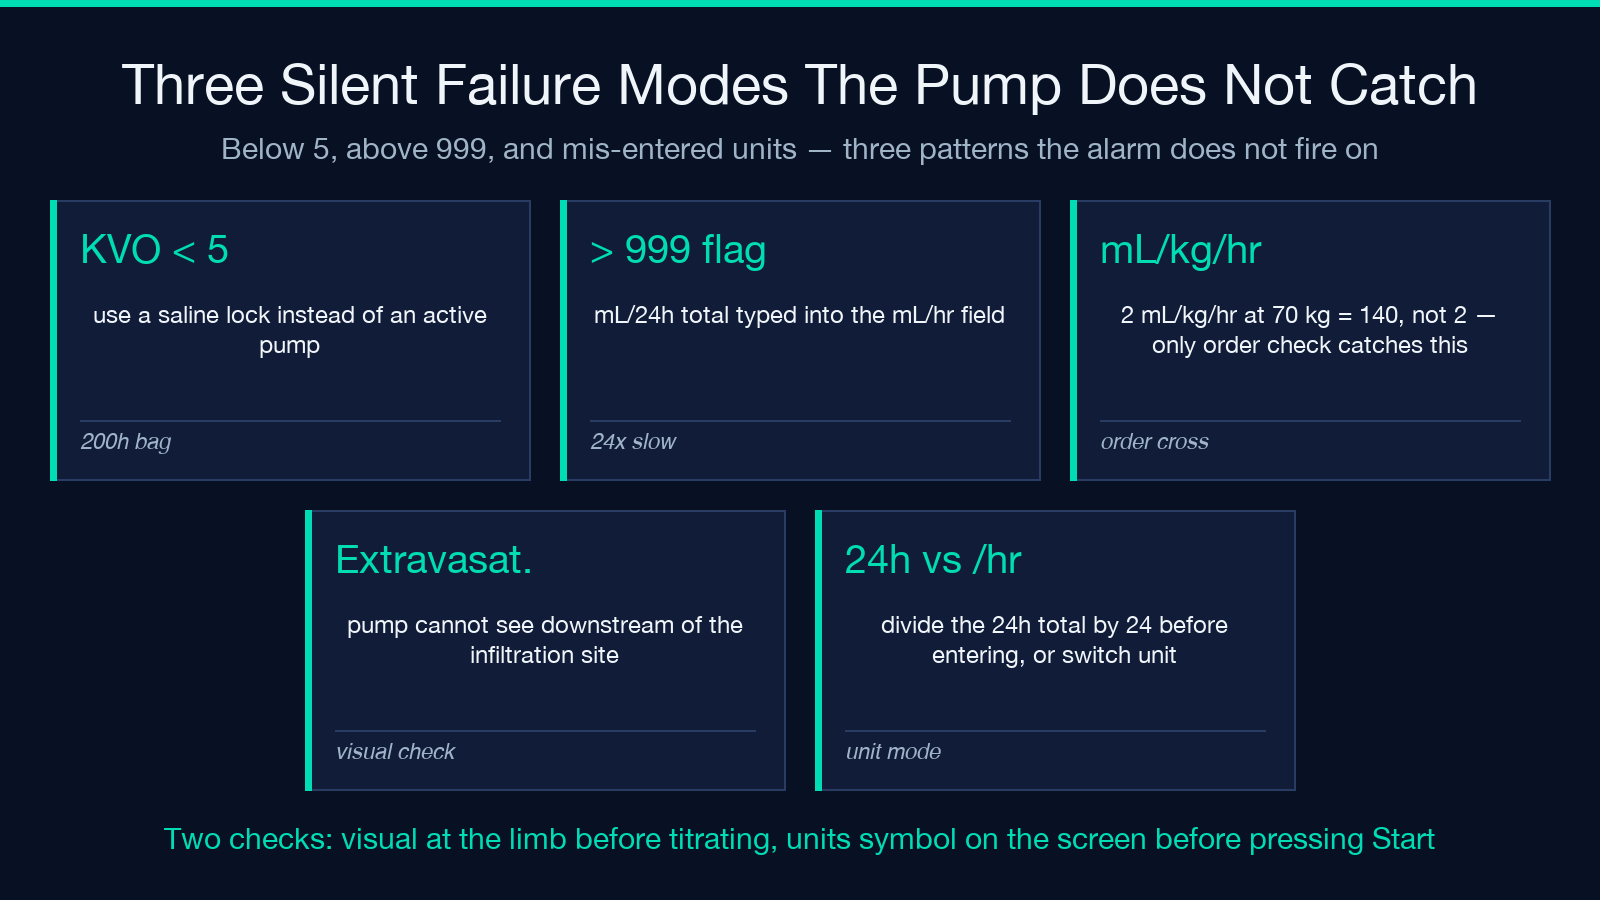 Three Silent Failure Modes The Pump Does Not Catch
Below 5, above 999, and mis-entered units — three patterns the alarm does not fire on
KVO < 5
use a saline lock instead of an active
pump
200h bag
> 999 flag
mL/24h total typed into the mL/hr field
24x slow
mL/kg/hr
2 mL/kg/hr at 70 kg = 140, not 2 —
only order check catches this
order cross
Extravasat.
pump cannot see downstream of the
infiltration site
visual check
24h vs /hr
divide the 24h total by 24 before
entering, or switch unit
unit mode
Two checks: visual at the limb before titrating, units symbol on the screen before pressing Start